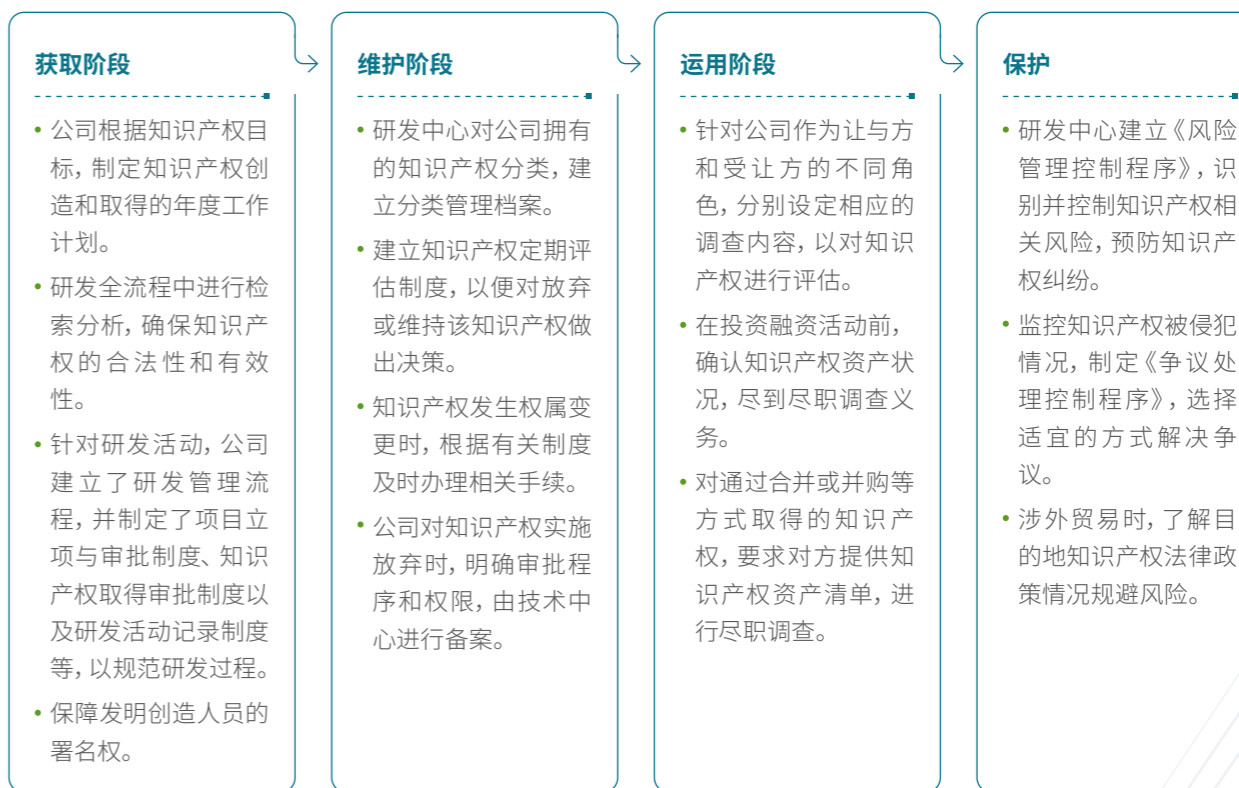 获取阶段
• 公司根据知识产权目
标，制定知识产权创
造和取得的年度工作
计划。
• 研发全流程中进行检
索分析，确保知识产
权的合法性和有效
性。
• 针对研发活动，公司
建立了研发管理流
程，并制定了项目立
项与审批制度、知识
产权取得审批制度以
及研发活动记录制度
等，以规范研发过程。
• 保障发明创造人员的
署名权。
维护阶段
• 研发中心对公司拥有
的知识产权分类，建
立分类管理档案。
• 建立知识产权定期评
估制度，以便对放弃
或维持该知识产权做
出决策。
• 知识产权发生权属变
更时，根据有关制度
及时办理相关手续。
• 公司对知识产权实施
放弃时，明确审批程
序和权限，由技术中
心进行备案。
运用阶段
• 针对公司作为让与方
和受让方的不同角
色，分别设定相应的
调查内容，以对知识
产权进行评估。
• 在投资融资活动前，
确认知识产权资产状
况，尽到尽职调查义
务。
• 对通过合并或并购等
方式取得的知识产
权，要求对方提供知
识产权资产清单，进
行尽职调查。
保护
• 研发中心建立《风险
管理控制程序》，识
别并控制知识产权相
关风险，预防知识产
权纠纷。
• 监控知识产权被侵犯
情况，制定《争议处
理控制程序》，选择
适宜的方式解决争
议。
• 涉外贸易时，了解目
的地知识产权法律政
策情况规避风险。